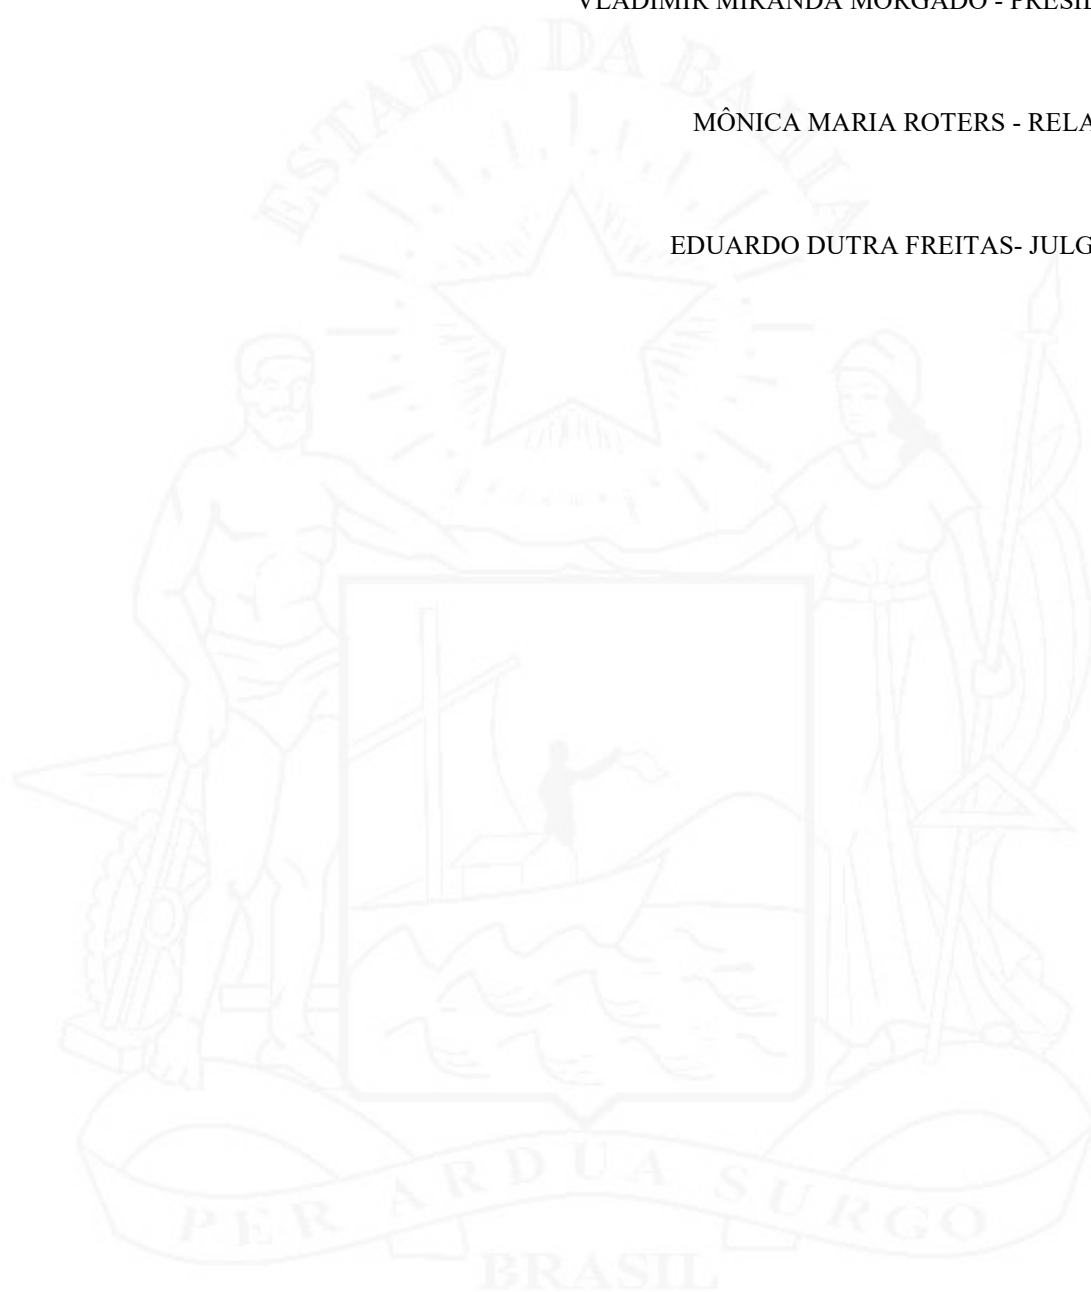 VLADIMIR MIRANDA MORGADO - PRESI
MÔNICA MARIA ROTERS - RELA
EDUARDO DUTRA FREITAS- JULG
ESTADO DA BAHIA
PER ARDUA SURGO
BRASIL